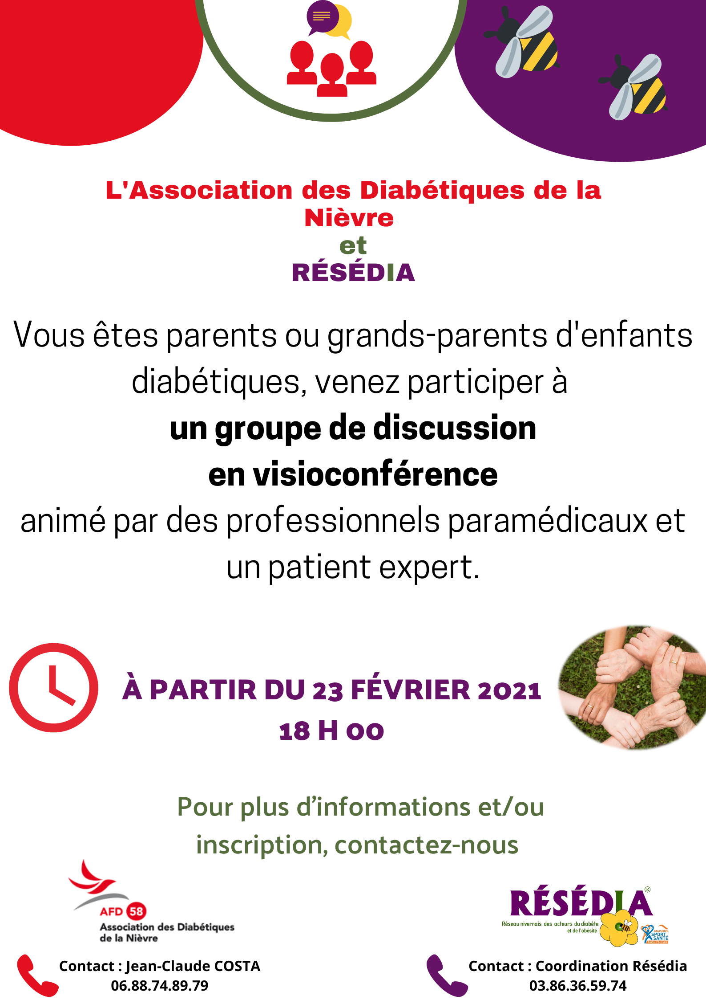 L'Association des Diabétiques de la
Nièvre
et
RÉSÉDIA
Vous êtes parents ou grands-parents d'enfants
diabétiques, venez participer à
un groupe de discussion
en visioconférence
animé par des professionnels paramédicaux et
un patient expert.
À PARTIR DU 23 FÉVRIER 2021
18 H 00
Pour plus d’informations et/ou
inscription, contactez-nous
AFD 58
Association des Diabétiques
de la Nièvre
Contact : Jean-Claude COSTA
06.88.74.89.79
RÉSÉDIA®
Réseau nivernais des acteurs du diabète
et de l'obésité
MAISONS
SPORT
SANTÉ
Contact : Coordination Résédia
03.86.36.59.74